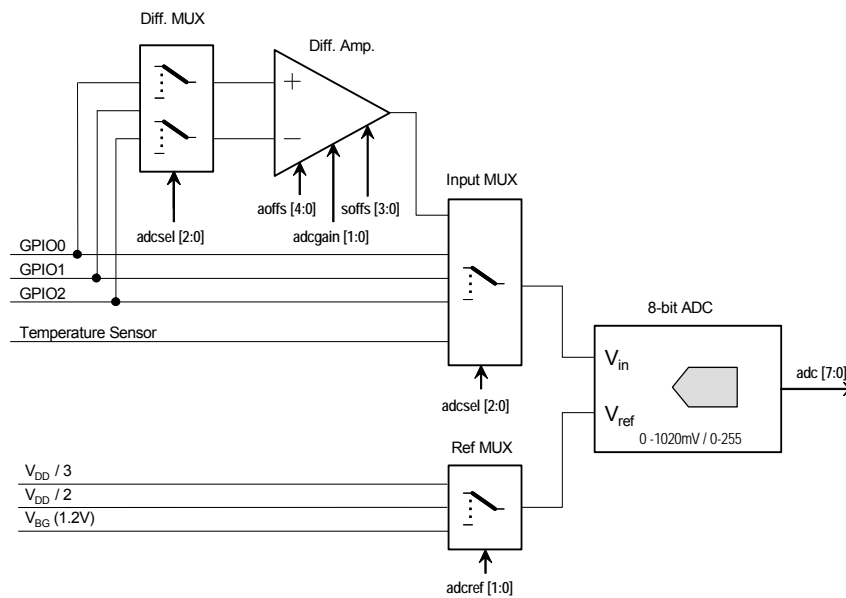 Diff. MUX
Diff. Amp.
+
−
aoffs [4:0]
soffs [3:0]
adcgain [1:0]
adcsel [2:0]
Input MUX
GPIO0
GPIO1
GPIO2
Temperature Sensor
adcsel [2:0]
8-bit ADC
Vin
Vref
adc [7:0]
0 -1020mV / 0-255
Ref MUX
VDD / 3
VDD / 2
VBG (1.2V)
adcref [1:0]